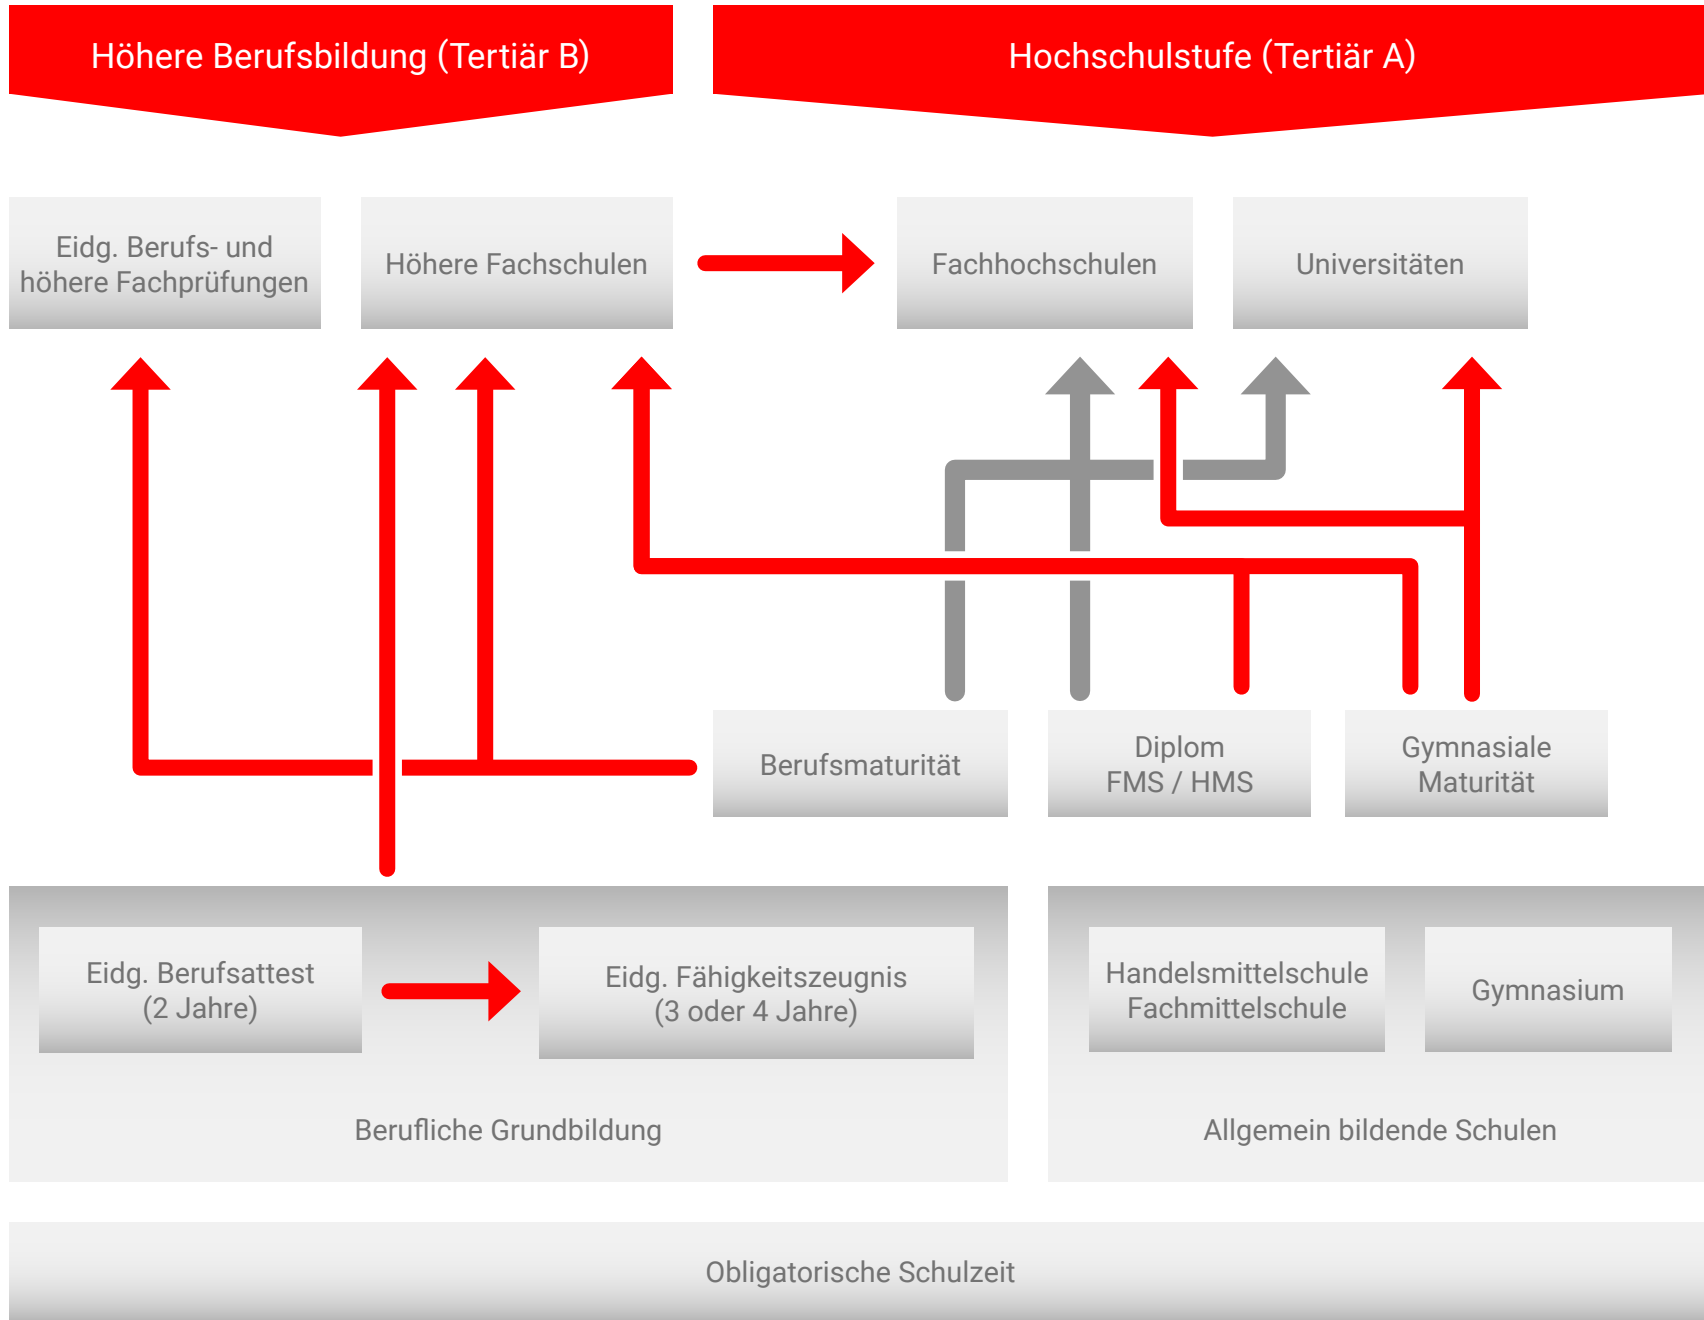 Höhere Berufsbildung (Tertiär B)
Hochschulstufe (Tertiär A)
Eidg. Berufs- und
höhere Fachprüfungen
Höhere Fachschulen
Fachhochschulen
Universitäten
Berufsmaturität
Diplom
FMS / HMS
Gymnasiale
Maturität
Eidg. Berufsattest
(2 Jahre)
Eidg. Fähigkeitszeugnis
(3 oder 4 Jahre)
Handelsmittelschule
Fachmittelschule
Gymnasium
Berufliche Grundbildung
Allgemein bildende Schulen
Obligatorische Schulzeit